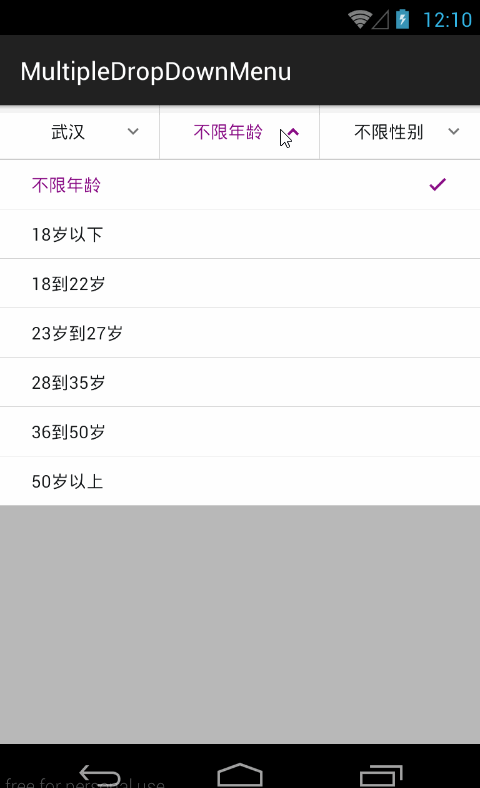 12:10
MultipleDropDownMenu
武汉 不限年龄 不限性别
不限年龄
18岁以下
18到22岁
23岁到27岁
28到35岁
36到50岁
50岁以上
free for personal use